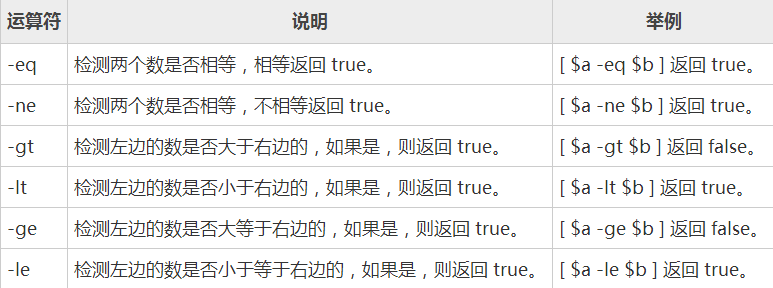 运算符 说明 举例
-eq 检测两个数是否相等，相等返回 true。 [ $a -eq $b ] 返回 true。
-ne 检测两个数是否相等，不相等返回 true。 [ $a -ne $b ] 返回 true。
-gt 检测左边的数是否大于右边的，如果是，则返回 true。 [ $a -gt $b ] 返回 false。
-lt 检测左边的数是否小于右边的，如果是，则返回 true。 [ $a -lt $b ] 返回 true。
-ge 检测左边的数是否大等于右边的，如果是，则返回 true。 [ $a -ge $b ] 返回 false。
-le 检测左边的数是否小于等于右边的，如果是，则返回 true。 [ $a -le $b ] 返回 true。